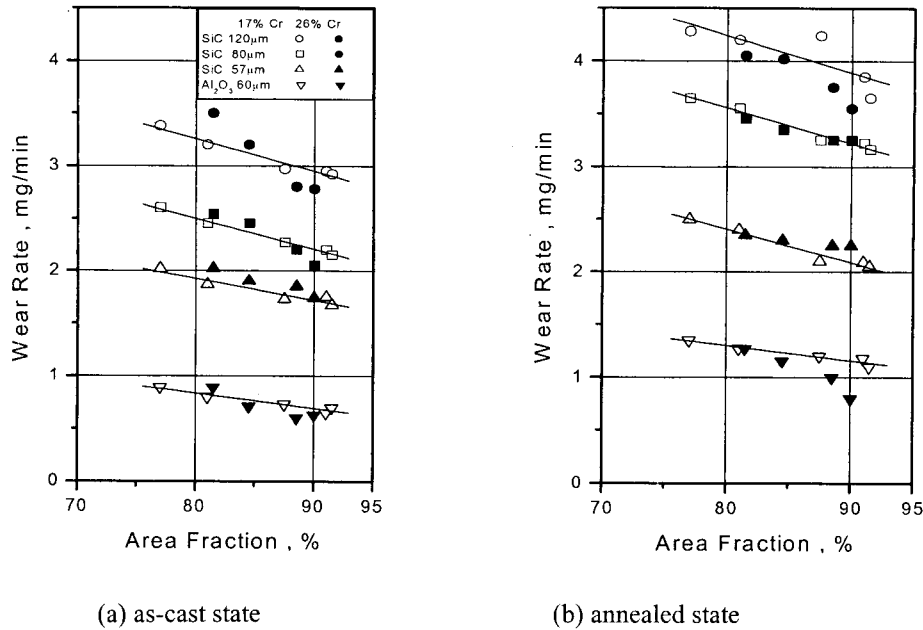 17% Cr 26% Cr
SiC 120μm
SiC 80μm
SiC 57μm
Al₂O₃ 60μm
4
3
2
1
0
Wear Rate , mg/min
70 80 90 95
Area Fraction , %
(a) as-cast state
4
3
2
1
0
Wear Rate , mg/min
70 80 90 95
Area Fraction , %
(b) annealed state